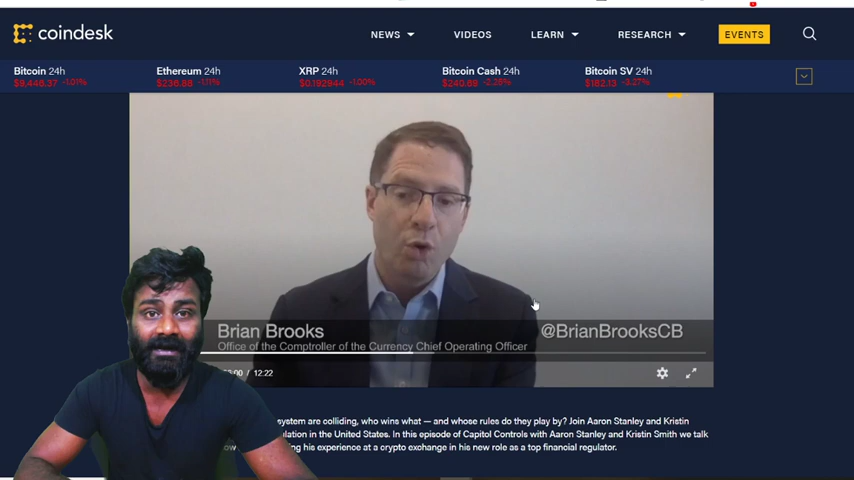 coindesk
NEWS VIDEOS LEARN RESEARCH EVENTS
Bitcoin 24h Ethereum 24h XRP 24h Bitcoin Cash 24h Bitcoin SV 24h
$9,448.37 -1.01% $236.88 -1.11% $0.192944 -1.00% $240.89 -2.28% $182.13 -3.27%
Brian Brooks @BrianBrooksCB
Office of the Comptroller of the Currency Chief Operating Officer
:00 / 12:22
system are colliding, who wins what — and whose rules do they play by? Join Aaron Stanley and Kristin
in the United States. In this episode of Capitol Controls with Aaron Stanley and Kristin Smith we talk
his experience at a crypto exchange in his new role as a top financial regulator.